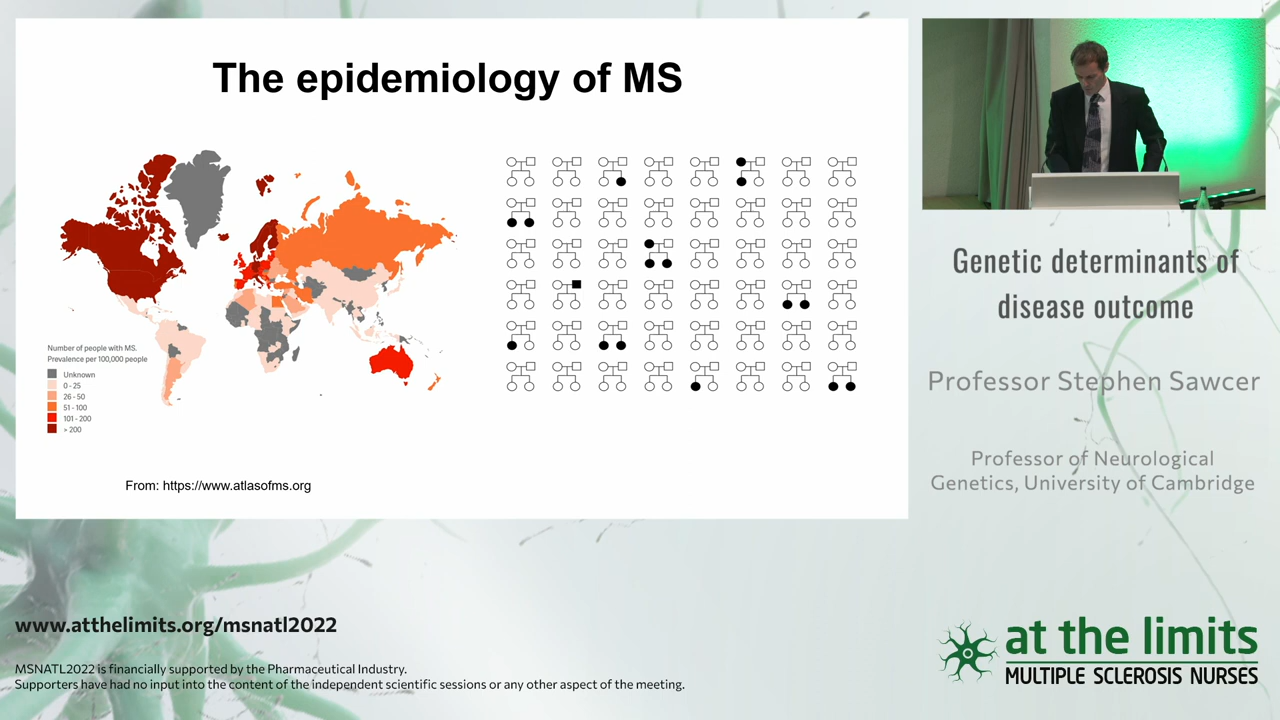 The epidemiology of MS
Number of people with MS.
Prevalence per 100,000 people
Unknown
0 - 25
26 - 50
51 - 100
101 - 200
> 200
From: https://www.atlasofms.org
Genetic determinants of
disease outcome
Professor Stephen Sawcer
Professor of Neurological
Genetics, University of Cambridge
www.atthelimits.org/msnatl2022
MSNATL2022 is financially supported by the Pharmaceutical Industry.
Supporters have had no input into the content of the independent scientific sessions or any other aspect of the meeting.
at the limits
MULTIPLE SCLEROSIS NURSES